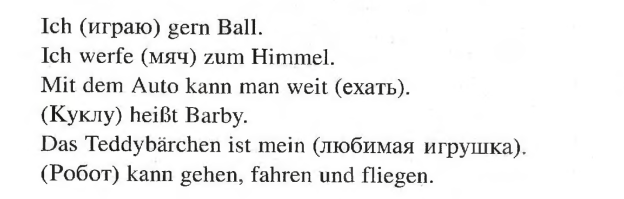 Ich (играю) gern Ball.
Ich werfe (мяч) zum Himmel.
Mit dem Auto kann man weit (ехать).
(Куклу) heißt Barby.
Das Teddybärchen ist mein (любимая игрушка).
(Робот) kann gehen, fahren und fliegen.